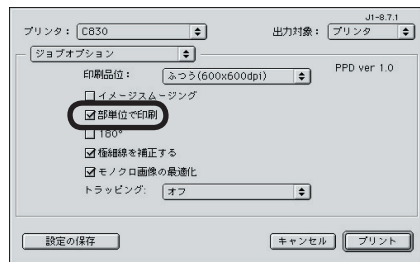 J1-8.7.1
プリンタ： C830 出力対象： プリンタ
ジョブオプション
PPD ver 1.0
印刷品位： ふつう(600x600dpi)
イメージスムージング
部単位で印刷
180°
極細線を補正する
モノクロ画像の最適化
トラッピング: オフ
設定の保存 キャンセル プリント